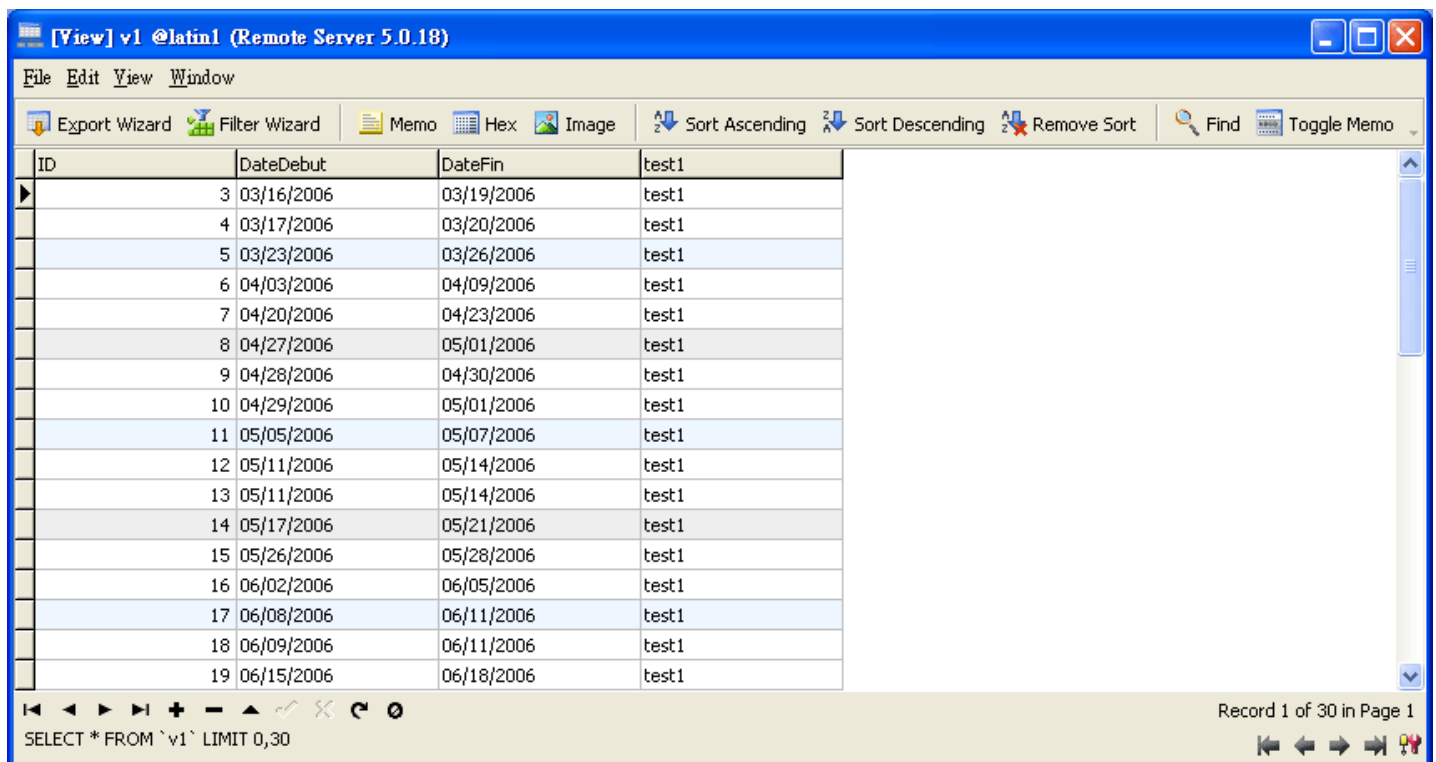 [View] v1 @latin1 (Remote Server 5.0.18)
File Edit View Window
Export Wizard Filter Wizard Memo Hex Image Sort Ascending Sort Descending Remove Sort Find Toggle Memo
ID DateDebut DateFin test1
3 03/16/2006 03/19/2006 test1
4 03/17/2006 03/20/2006 test1
5 03/23/2006 03/26/2006 test1
6 04/03/2006 04/09/2006 test1
7 04/20/2006 04/23/2006 test1
8 04/27/2006 05/01/2006 test1
9 04/28/2006 04/30/2006 test1
10 04/29/2006 05/01/2006 test1
11 05/05/2006 05/07/2006 test1
12 05/11/2006 05/14/2006 test1
13 05/11/2006 05/14/2006 test1
14 05/17/2006 05/21/2006 test1
15 05/26/2006 05/28/2006 test1
16 06/02/2006 06/05/2006 test1
17 06/08/2006 06/11/2006 test1
18 06/09/2006 06/11/2006 test1
19 06/15/2006 06/18/2006 test1
Record 1 of 30 in Page 1
SELECT * FROM `v1` LIMIT 0,30